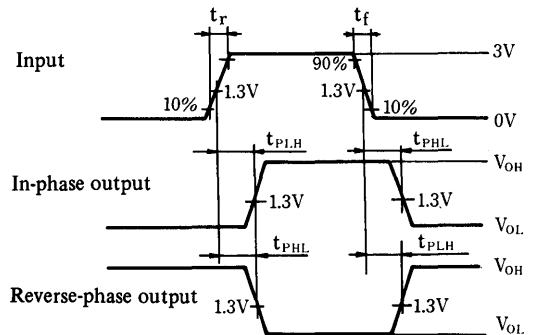 tr tf
Input
90%
3V
1.3V 1.3V
10% 10%
0V
tPLH tPHL
VOH
In-phase output
1.3V 1.3V
VOL
tPHL tPLH
VOH
Reverse-phase output
1.3V 1.3V
VOL